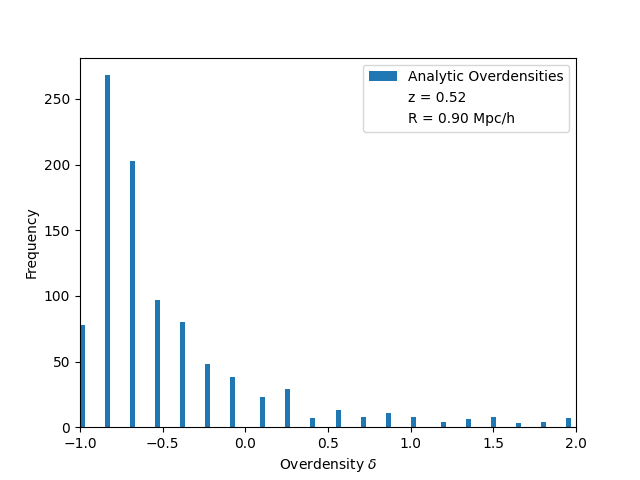 Analytic Overdensities
z = 0.52
R = 0.90 Mpc/h
250
200
150
100
50
0
Frequency
−1.0 −0.5 0.0 0.5 1.0 1.5 2.0
Overdensity δ